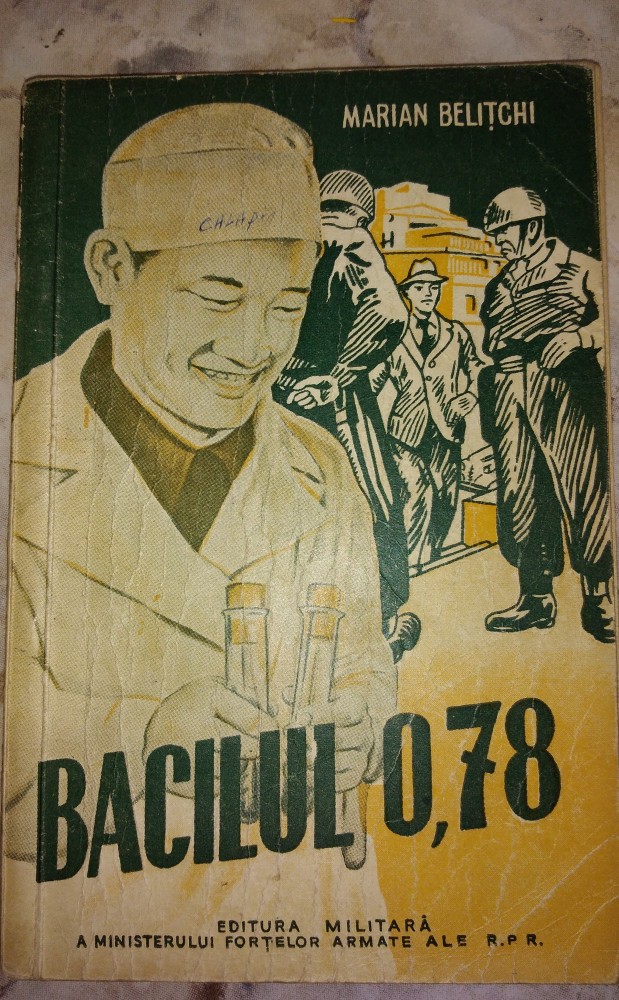 MARIAN BELIȚCHI
BACILUL 0,78
EDITURA MILITARĂ
A MINISTERULUI FORȚELOR ARMATE ALE R.P.R.